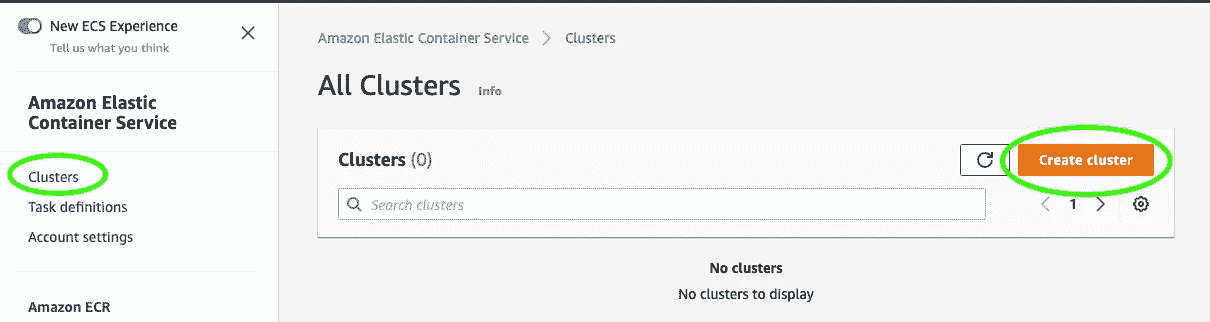 New ECS Experience
Tell us what you think
Amazon Elastic
Container Service
Clusters
Task definitions
Account settings
Amazon ECR
Amazon Elastic Container Service > Clusters
All Clusters Info
Clusters (0)
Create cluster
Search clusters
1
No clusters
No clusters to display